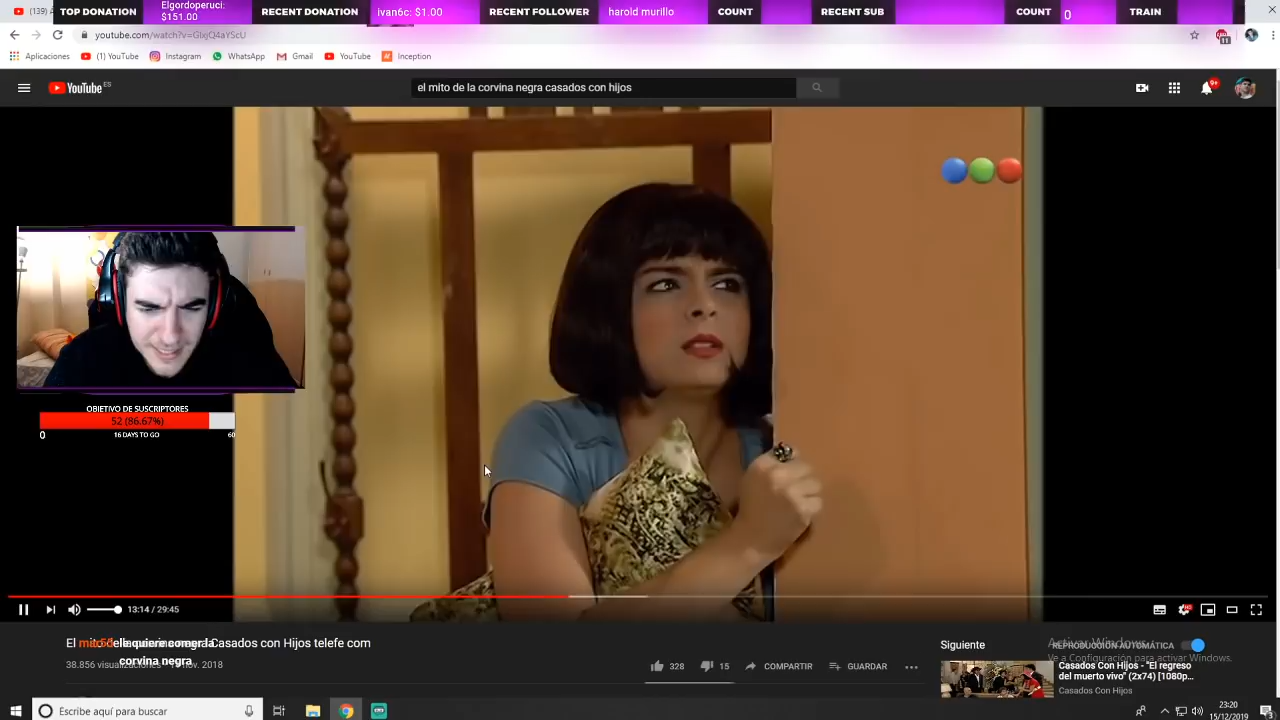 TOP DONATION
Elgordoperuci: $151.00
RECENT DONATION
ivan6c: $1.00
RECENT FOLLOWER
harold murillo
COUNT
RECENT SUB
COUNT 0
TRAIN
(139)
youtube.com/watch?v=GlxjQ4aYScU
Aplicaciones
(1) YouTube
Instagram
WhatsApp
Gmail
YouTube
Inception
YouTube ES
el mito de la corvina negra casados con hijos
9+
OBJETIVO DE SUSCRIPTORES
52 (86.67%)
0
16 DAYS TO GO
60
13:14 / 29:45
Casados con Hijos telefe com
corvina negra
38.856
nov. 2018
328
15
COMPARTIR
GUARDAR
Siguiente
Activar Windows
REPRODUCCIÓN AUTOMÁTICA
Ve a Configuración para activar Windows.
Casados Con Hijos - "El regreso
del muerto vivo" (2x74) [1080p...
Casados Con Hijos
Escribe aquí para buscar
23:20
15/12/2019